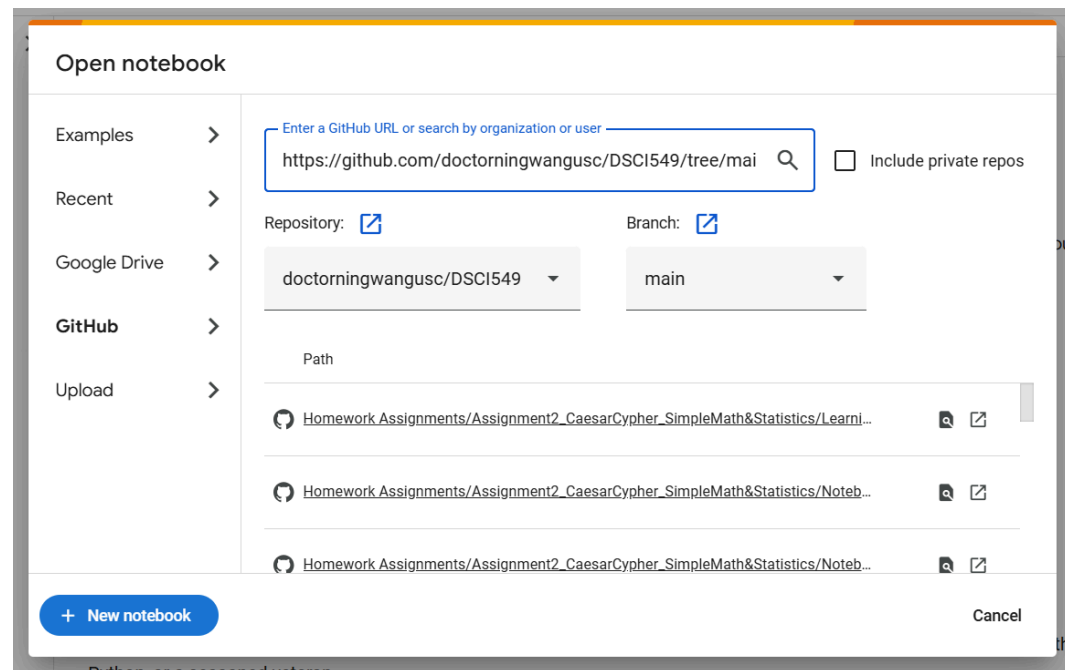 Open notebook
Examples
Recent
Google Drive
GitHub
Upload
Enter a GitHub URL or search by organization or user
https://github.com/doctorningwangusc/DSCI549/tree/mai
Include private repos
Repository:
Branch:
doctorningwangusc/DSCI549
main
Path
Homework Assignments/Assignment2_CaesarCypher_SimpleMath&Statistics/Learni…
Homework Assignments/Assignment2_CaesarCypher_SimpleMath&Statistics/Noteb…
Homework Assignments/Assignment2_CaesarCypher_SimpleMath&Statistics/Noteb…
+ New notebook
Cancel